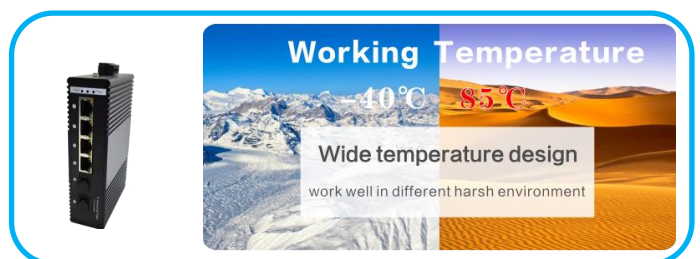 Working Temperature
-40℃ 85℃
Wide temperature design
work well in different harsh environment